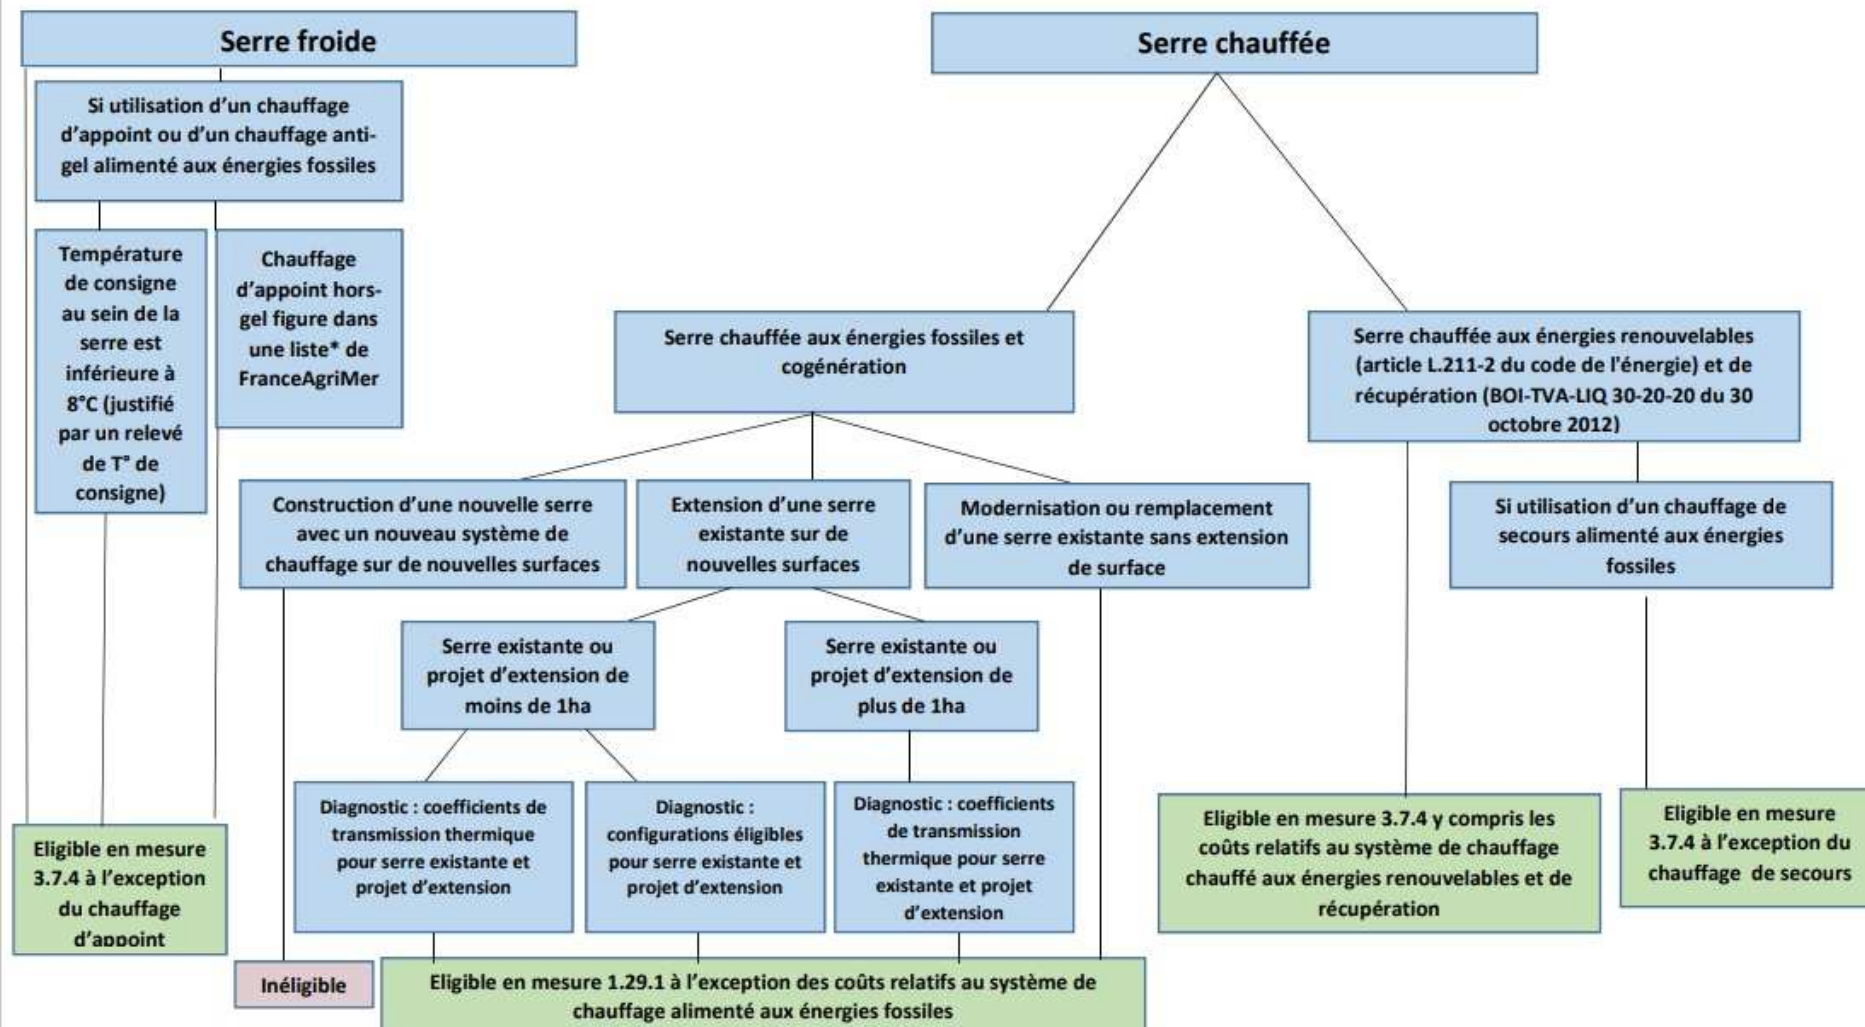 Serre froide
Serre chauffée
Si utilisation d'un chauffage
d'appoint ou d'un chauffage anti-
gel alimenté aux énergies fossiles
Température
de consigne
au sein de la
serre est
inférieure à
8°C (justifié
par un relevé
de T° de
consigne)
Chauffage
d'appoint hors-
gel figure dans
une liste* de
FranceAgriMer
Serre chauffée aux énergies fossiles et
cogénération
Serre chauffée aux énergies renouvelables
(article L.211-2 du code de l'énergie) et de
récupération (BOI-TVA-LIQ 30-20-20 du 30
octobre 2012)
Construction d'une nouvelle serre
avec un nouveau système de
chauffage sur de nouvelles surfaces
Extension d'une serre
existante sur de
nouvelles surfaces
Modernisation ou remplacement
d'une serre existante sans extension
de surface
Si utilisation d'un chauffage de
secours alimenté aux énergies
fossiles
Serre existante ou
projet d'extension de
moins de 1ha
Serre existante ou
projet d'extension de
plus de 1ha
Diagnostic : coefficients de
transmission thermique
pour serre existante et
projet d'extension
Diagnostic :
configurations éligibles
pour serre existante et
projet d'extension
Diagnostic : coefficients
de transmission
thermique pour serre
existante et projet
d'extension
Eligible en mesure
3.7.4 à l'exception
du chauffage
d'appoint
Eligible en mesure 3.7.4 y compris les
coûts relatifs au système de chauffage
chauffé aux énergies renouvelables et de
récupération
Eligible en mesure
3.7.4 à l'exception du
chauffage de secours
Inéligible
Eligible en mesure 1.29.1 à l'exception des coûts relatifs au système de
chauffage alimenté aux énergies fossiles